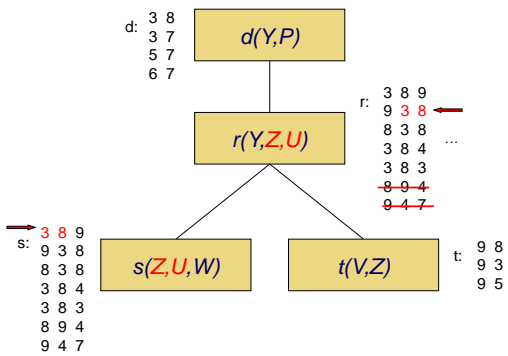 d:
3 8
3 7
5 7
6 7
d(Y,P)
r:
3 8 9
9 3 8
8 3 8
3 8 4
3 8 3
8 9 4
9 4 7
...
r(Y,Z,U)
s:
3 8 9
9 3 8
8 3 8
3 8 4
3 8 3
8 9 4
9 4 7
s(Z,U,W)
t(V,Z)
t:
9 8
9 3
9 5